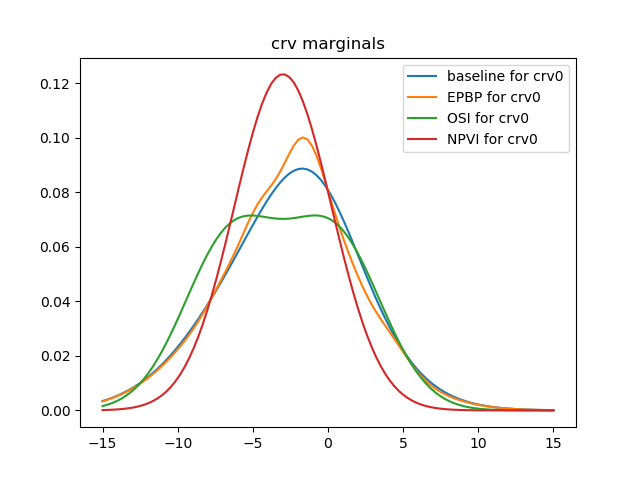 crv marginals
baseline for crv0
EPBP for crv0
OSI for crv0
NPVI for crv0
0.12
0.10
0.08
0.06
0.04
0.02
0.00
−15 −10 −5 0 5 10 15